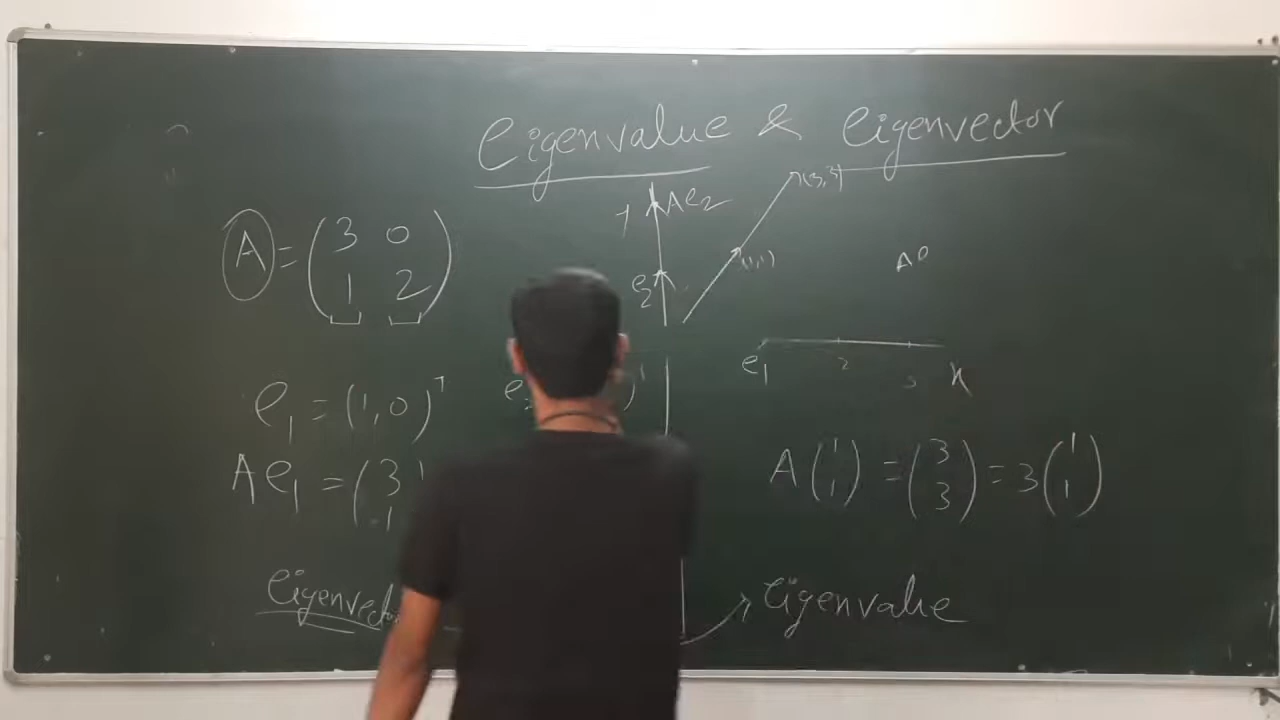 Eigenvalue & Eigenvector
A = (3 0
1 2)
y
Ae2
(3,3)
(1,1)
e2
e1
2
3
x
e1 = (1,0)ᵀ
Ae1 = (3
1
A(1
1) = (3
3) = 3(1
1)
Eigenvector
Eigenvalue